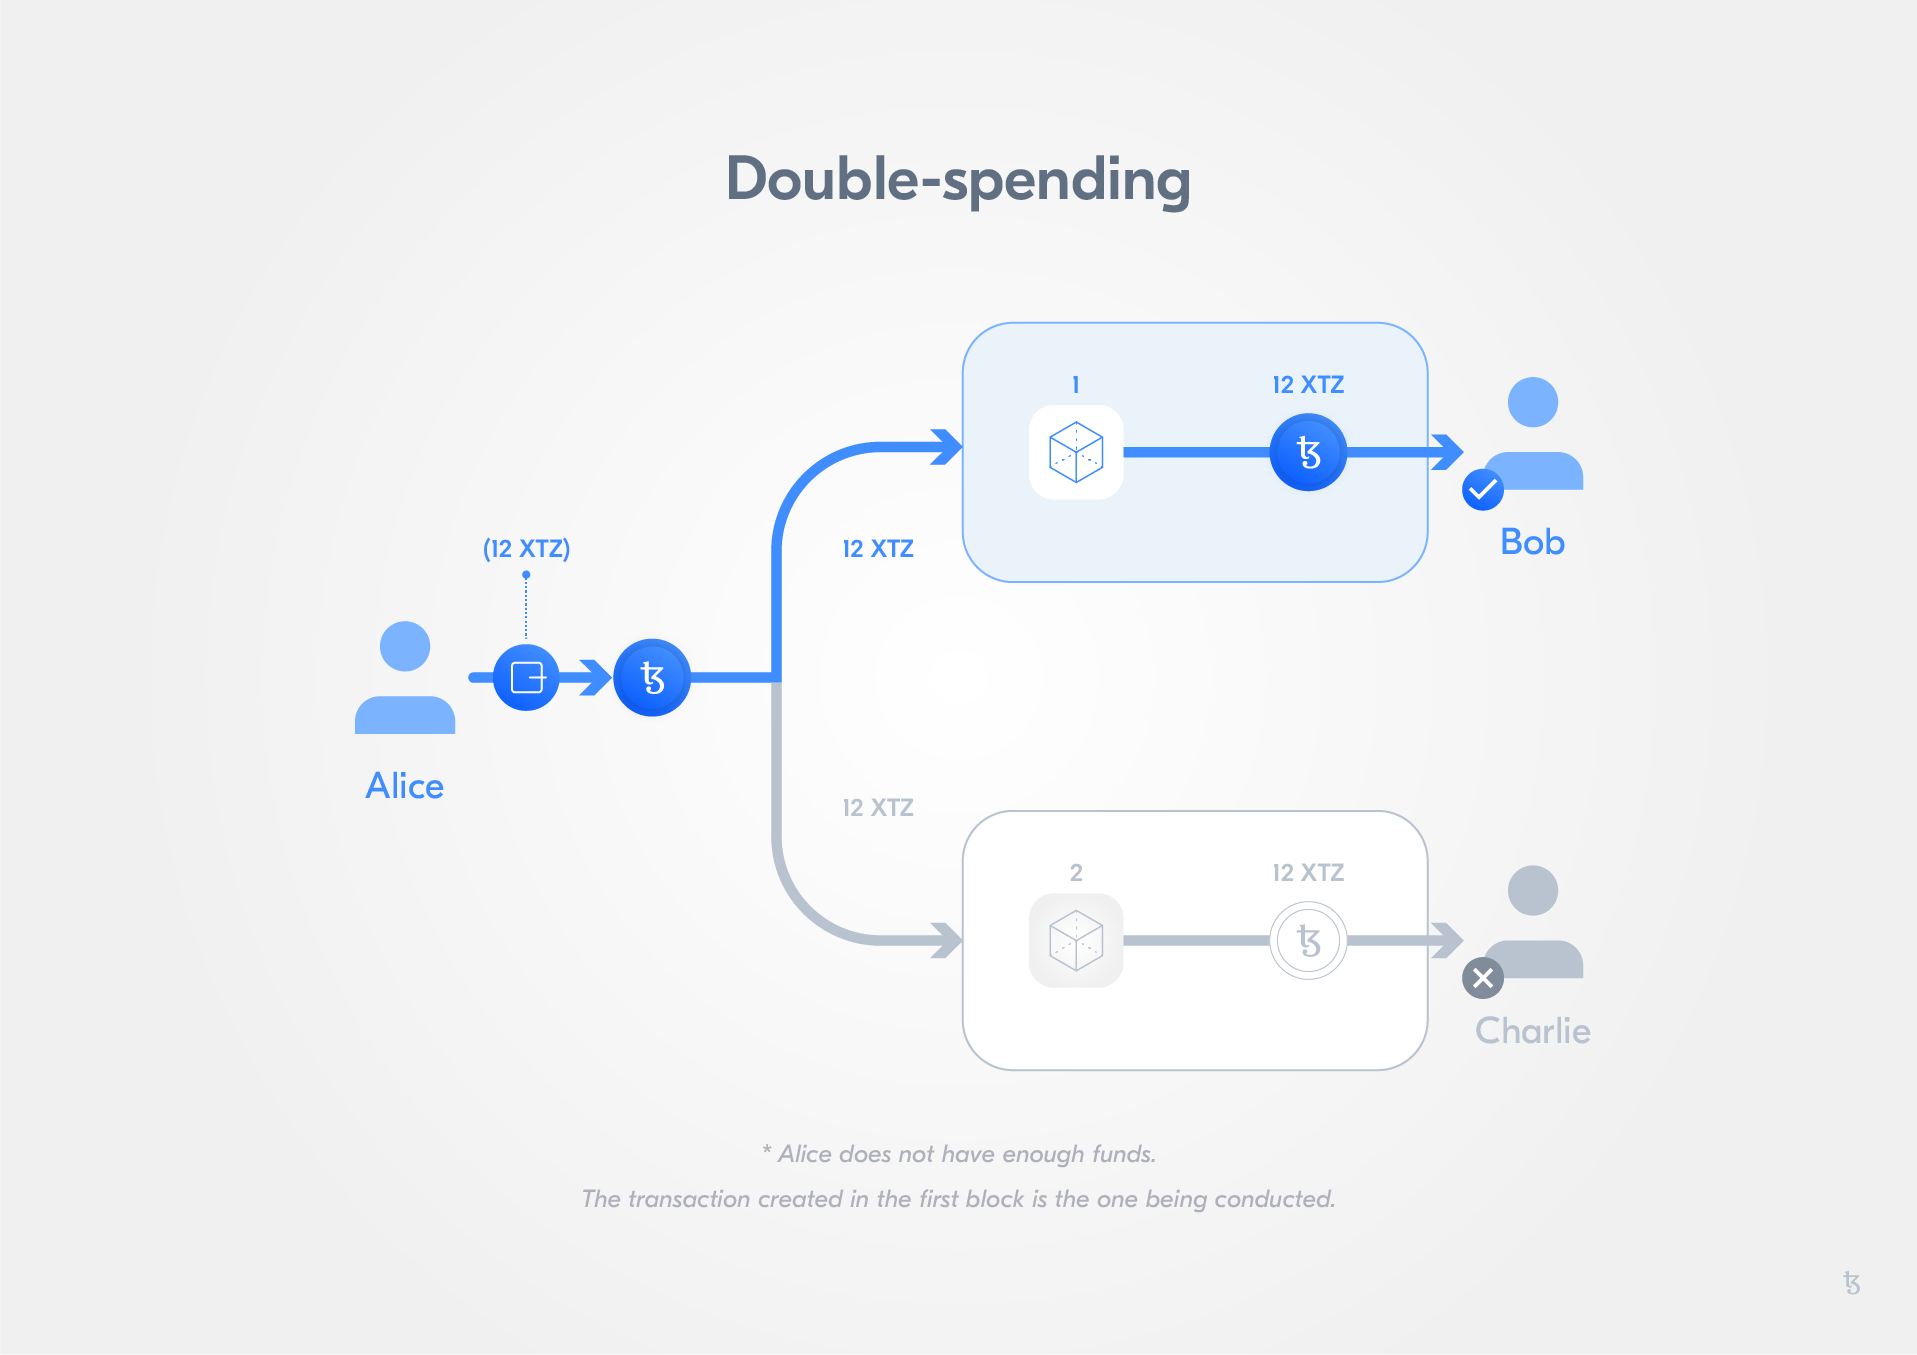 Double-spending
1
12 XTZ
Bob
(12 XTZ)
12 XTZ
Alice
12 XTZ
2
12 XTZ
Charlie
* Alice does not have enough funds.
The transaction created in the first block is the one being conducted.